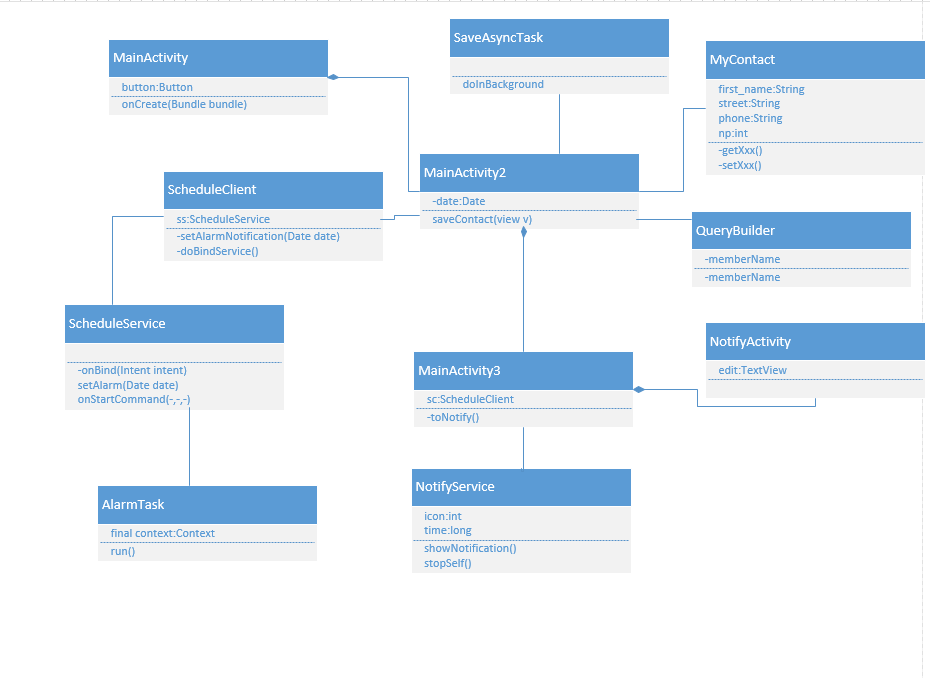 MainActivity
button:Button
onCreate(Bundle bundle)
SaveAsyncTask
doInBackground
MyContact
first_name:String
street:String
phone:String
np:int
-getXxx()
-setXxx()
ScheduleClient
ss:ScheduleService
-setAlarmNotification(Date date)
-doBindService()
MainActivity2
-date:Date
saveContact(view v)
QueryBuilder
-memberName
-memberName
ScheduleService
-onBind(Intent intent)
setAlarm(Date date)
onStartCommand(-,-,-)
MainActivity3
sc:ScheduleClient
-toNotify()
NotifyActivity
edit:TextView
AlarmTask
final context:Context
run()
NotifyService
icon:int
time:long
showNotification()
stopSelf()